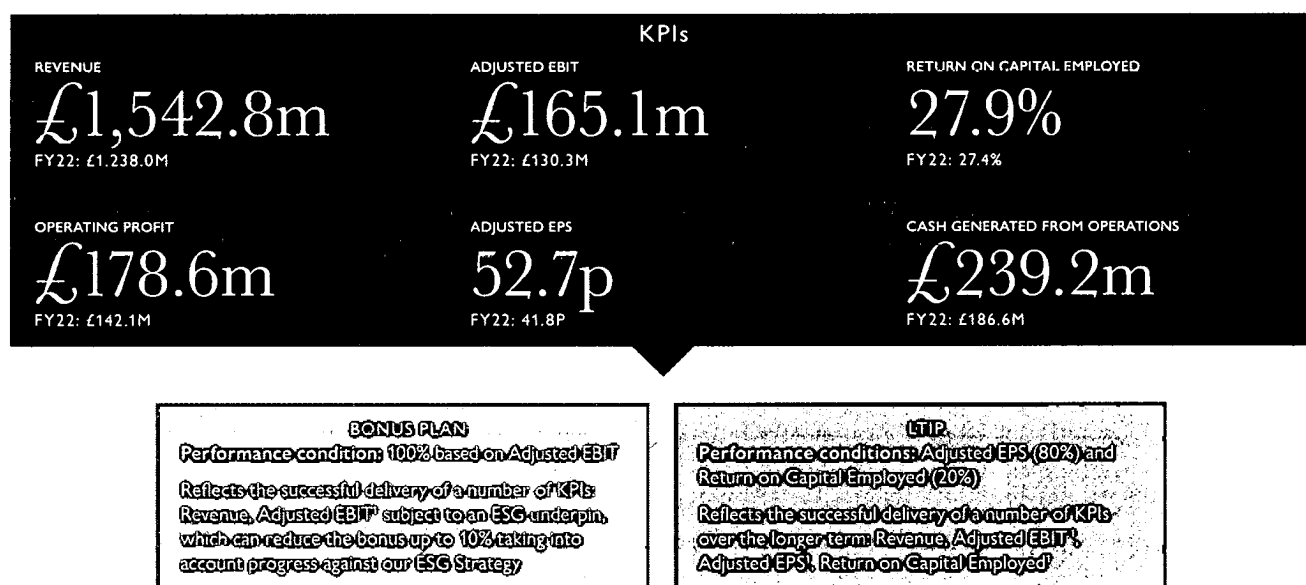 KPIs
REVENUE
£1,542.8m
FY22: £1.238.0M
ADJUSTED EBIT
£165.1m
FY22: £130.3M
RETURN ON CAPITAL EMPLOYED
27.9%
FY22: 27.4%
OPERATING PROFIT
£178.6m
FY22: £142.1M
ADJUSTED EPS
52.7p
FY22: 41.8P
CASH GENERATED FROM OPERATIONS
£239.2m
FY22: £186.6M
BONUS PLAN
Performance condition: 100% based on Adjusted EBIT
Reflects the successful delivery of a number of KPIs:
Revenue, Adjusted EBIT¹ subject to an ESG underpin,
which can reduce the bonus up to 10% taking into
account progress against our ESG Strategy
LTIP
Performance conditions: Adjusted EPS (80%) and
Return on Capital Employed (20%)
Reflects the successful delivery of a number of KPIs
over the longer term: Revenue, Adjusted EBIT¹,
Adjusted EPS¹, Return on Capital Employed¹